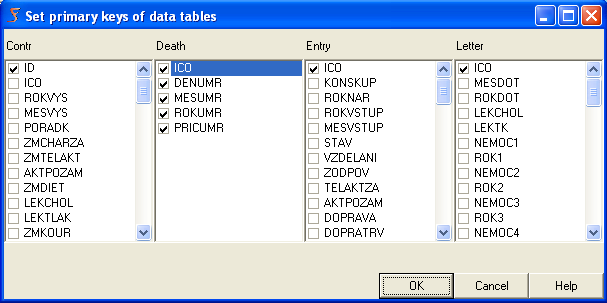 Set primary keys of data tables
Contr
Death
Entry
Letter
ID
ICO
ROKVYS
MESVYS
PORADK
ZMCHARZA
ZMTELAKT
AKTPOZAM
ZMDIET
LEKCHOL
LEKTLAK
ZMKOUR
ICO
DENUMR
MESUMR
ROKUMR
PRICUMR
ICO
KONSKUP
ROKNAR
ROKVSTUP
MESVSTUP
STAV
VZDELANI
ZODPOV
TELAKTZA
AKTPOZAM
DOPRAVA
DOPRATRV
ICO
MESDOT
ROKDOT
LEKCHOL
LEKTK
NEMOC1
ROK1
NEMOC2
ROK2
NEMOC3
ROK3
NEMOC4
OK
Cancel
Help